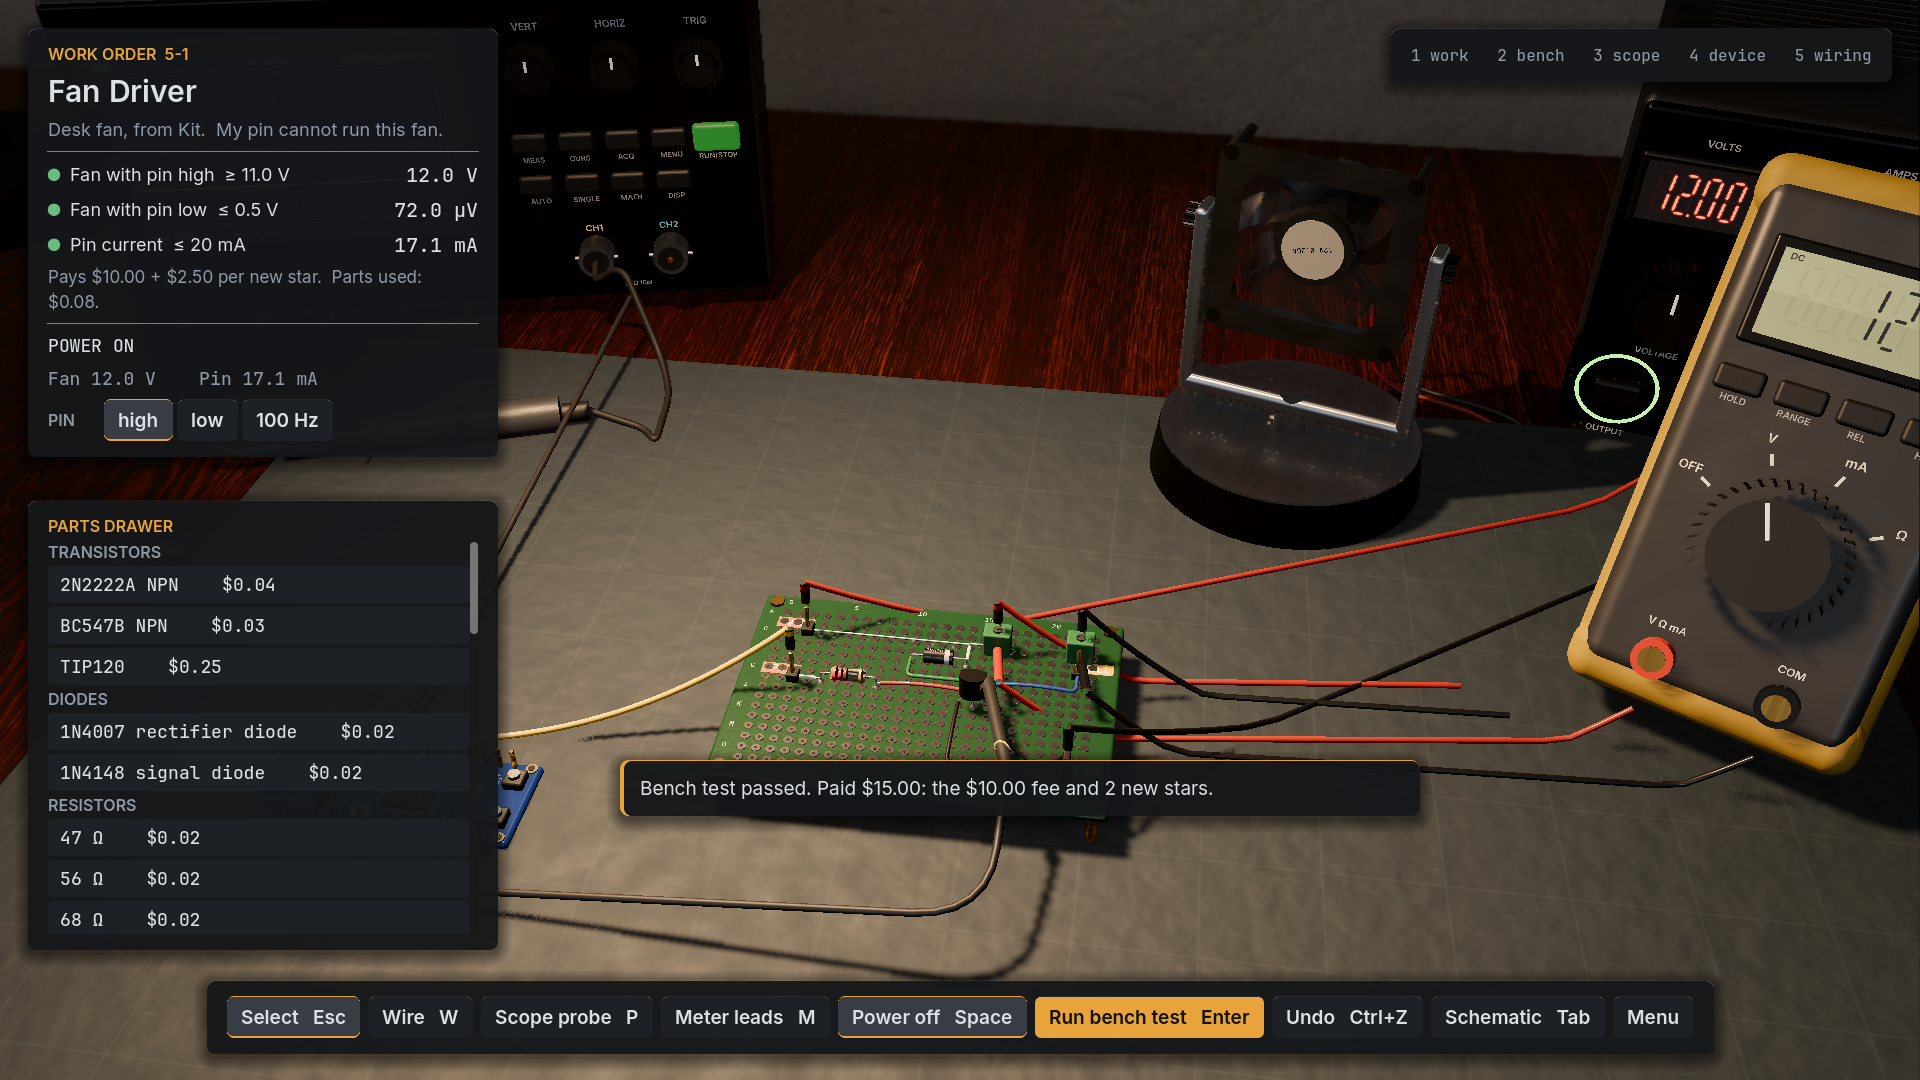 WORK ORDER 5-1
Fan Driver
Desk fan, from Kit. My pin cannot run this fan.
Fan with pin high ≥ 11.0 V 12.0 V
Fan with pin low ≤ 0.5 V 72.0 µV
Pin current ≤ 20 mA 17.1 mA
Pays $10.00 + $2.50 per new star. Parts used:
$0.08.
POWER ON
Fan 12.0 V Pin 17.1 mA
PIN high low 100 Hz
PARTS DRAWER
TRANSISTORS
2N2222A NPN $0.04
BC547B NPN $0.03
TIP120 $0.25
DIODES
1N4007 rectifier diode $0.02
1N4148 signal diode $0.02
RESISTORS
47 Ω $0.02
56 Ω $0.02
68 Ω $0.02
VERT HORIZ TRIG
MEAS CURS ACQ MENU RUN/STOP
AUTO SINGLE MATH DISP
CH1 CH2
1 work 2 bench 3 scope 4 device 5 wiring
VOLTS
AMPS
12.00
VOLTAGE
OUTPUT
DC
HOLD RANGE REL
OFF V mA Ω
V Ω mA
COM
Bench test passed. Paid $15.00: the $10.00 fee and 2 new stars.
Select Esc Wire W Scope probe P Meter leads M Power off Space Run bench test Enter Undo Ctrl+Z Schematic Tab Menu